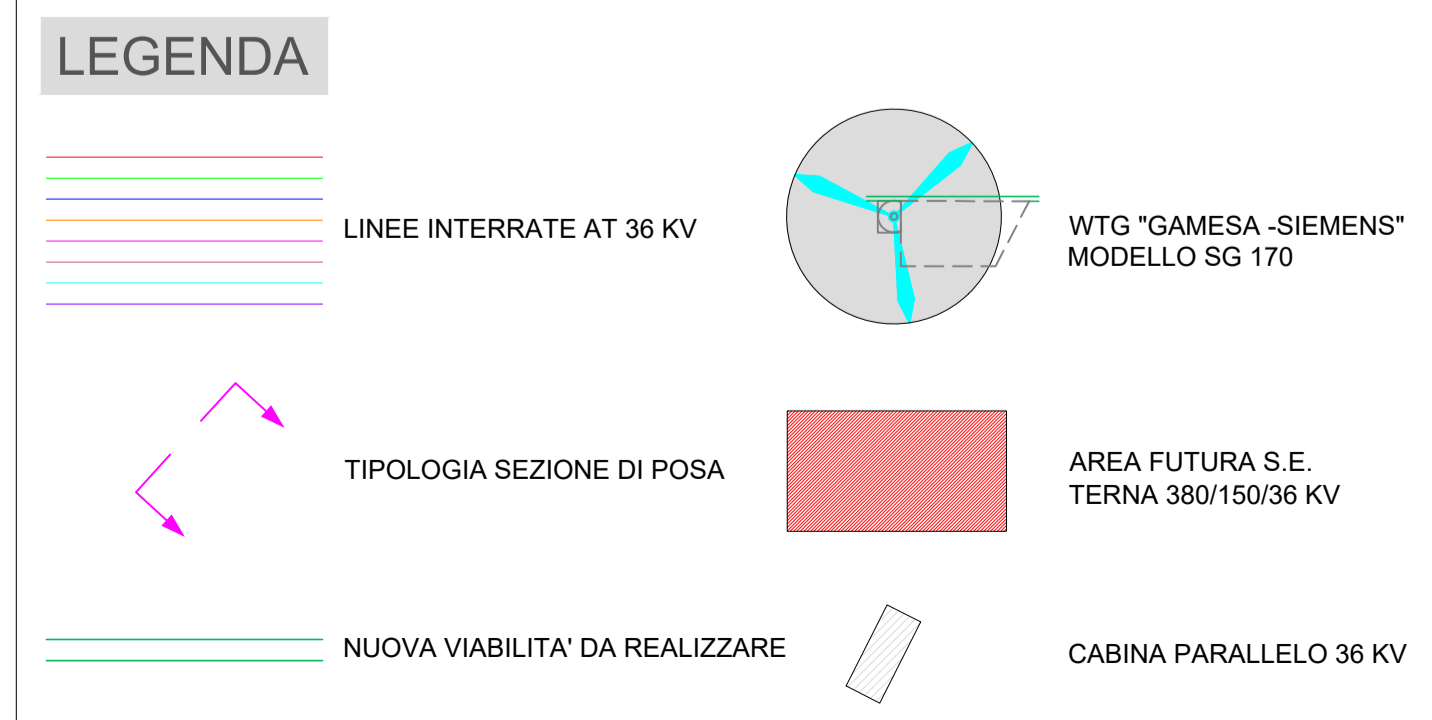 LEGENDA
LINEE INTERRATE AT 36 KV
WTG "GAMESA -SIEMENS"
MODELLO SG 170
TIPOLOGIA SEZIONE DI POSA
AREA FUTURA S.E.
TERNA 380/150/36 KV
NUOVA VIABILITA' DA REALIZZARE
CABINA PARALLELO 36 KV